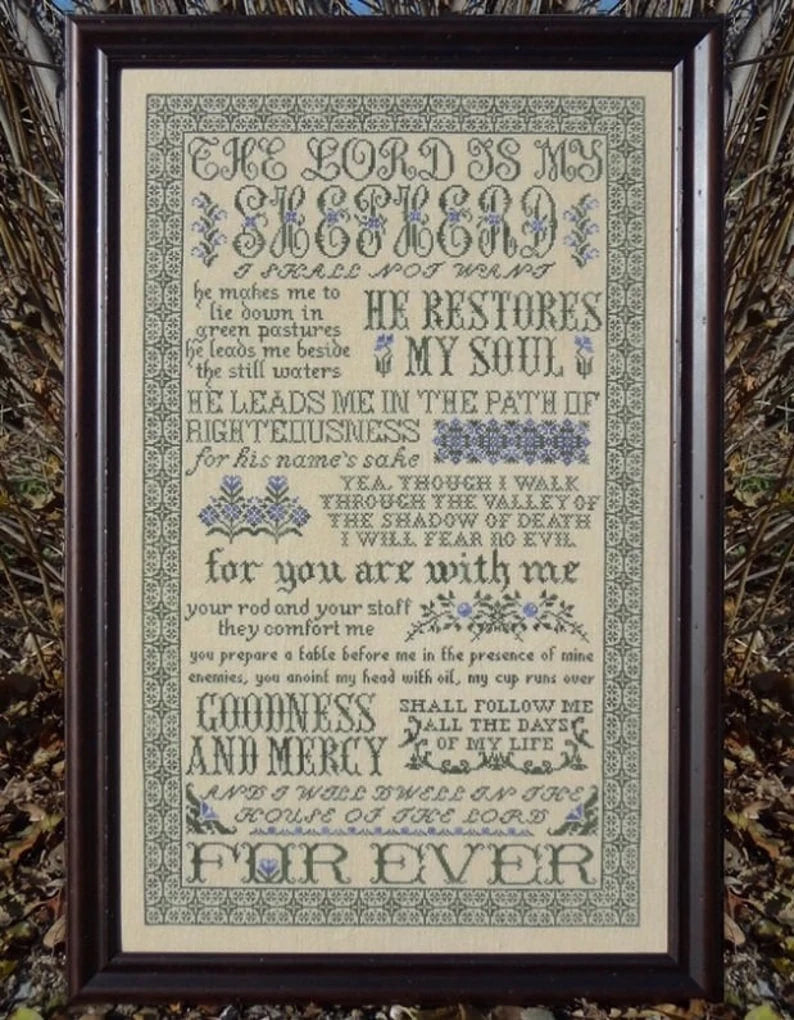 THE LORD IS MY
SHEPHERD
I SHALL NOT WANT
he makes me to
lie down in
green pastures
he leads me beside
the still waters
HE RESTORES
MY SOUL
HE LEADS ME IN THE PATH OF
RIGHTEOUSNESS
for his name's sake
YEA, THOUGH I WALK
THROUGH THE VALLEY OF
THE SHADOW OF DEATH
I WILL FEAR NO EVIL
for you are with me
your rod and your staff
they comfort me
you prepare a table before me in the presence of mine
enemies, you anoint my head with oil, my cup runs over
GOODNESS
AND MERCY
SHALL FOLLOW ME
ALL THE DAYS
OF MY LIFE
AND I WILL DWELL IN THE
HOUSE OF THE LORD
FOR EVER